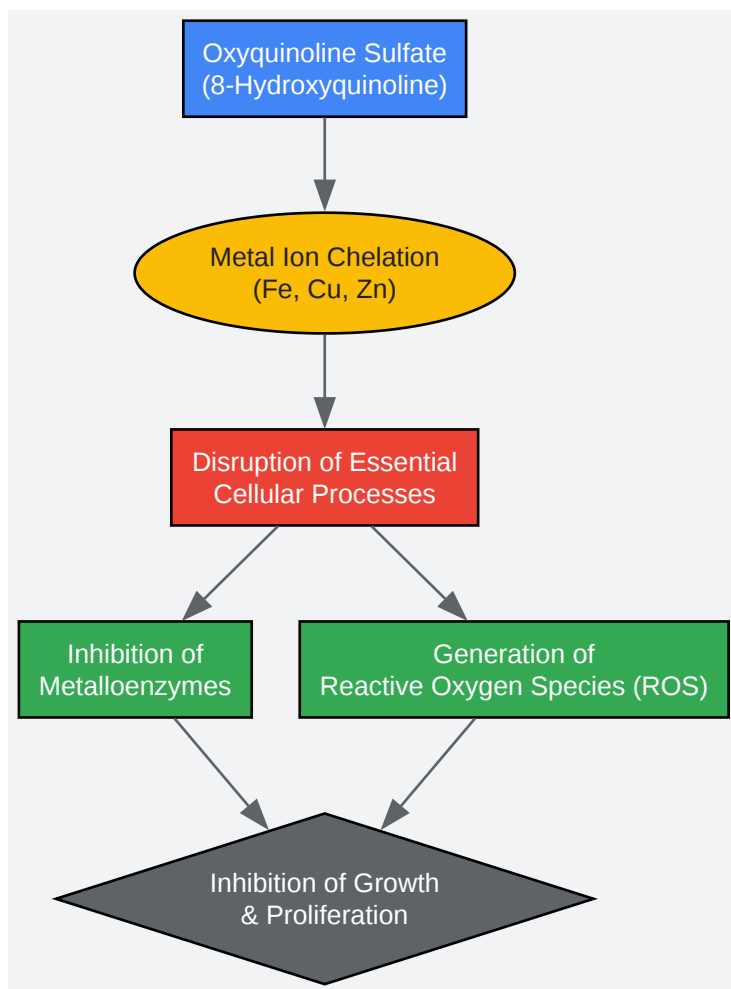 Oxyquinoline Sulfate
(8-Hydroxyquinoline)
Metal Ion Chelation
(Fe, Cu, Zn)
Disruption of Essential
Cellular Processes
Inhibition of
Metalloenzymes
Generation of
Reactive Oxygen Species (ROS)
Inhibition of Growth
& Proliferation